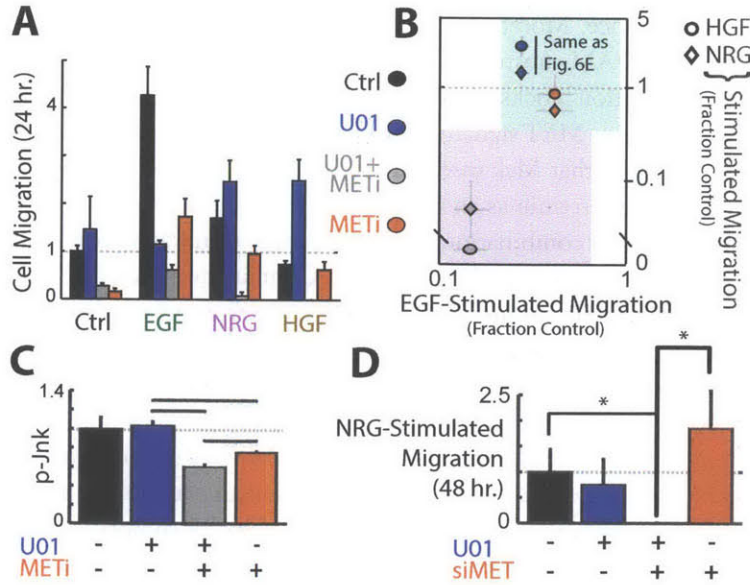 A
Cell Migration (24 hr.)
4
1
0
Ctrl EGF NRG HGF
Ctrl
U01
U01+
METi
METi
B
5
1
0.1
0
Same as
Fig. 6E
HGF
NRG
Stimulated Migration
(Fraction Control)
0.1 1
EGF-Stimulated Migration
(Fraction Control)
C
1.4
p-Jnk
0
U01 - + + -
METi - - + +
D
*
*
2.5
NRG-Stimulated
Migration
(48 hr.)
0
U01 - + + -
siMET - - + +